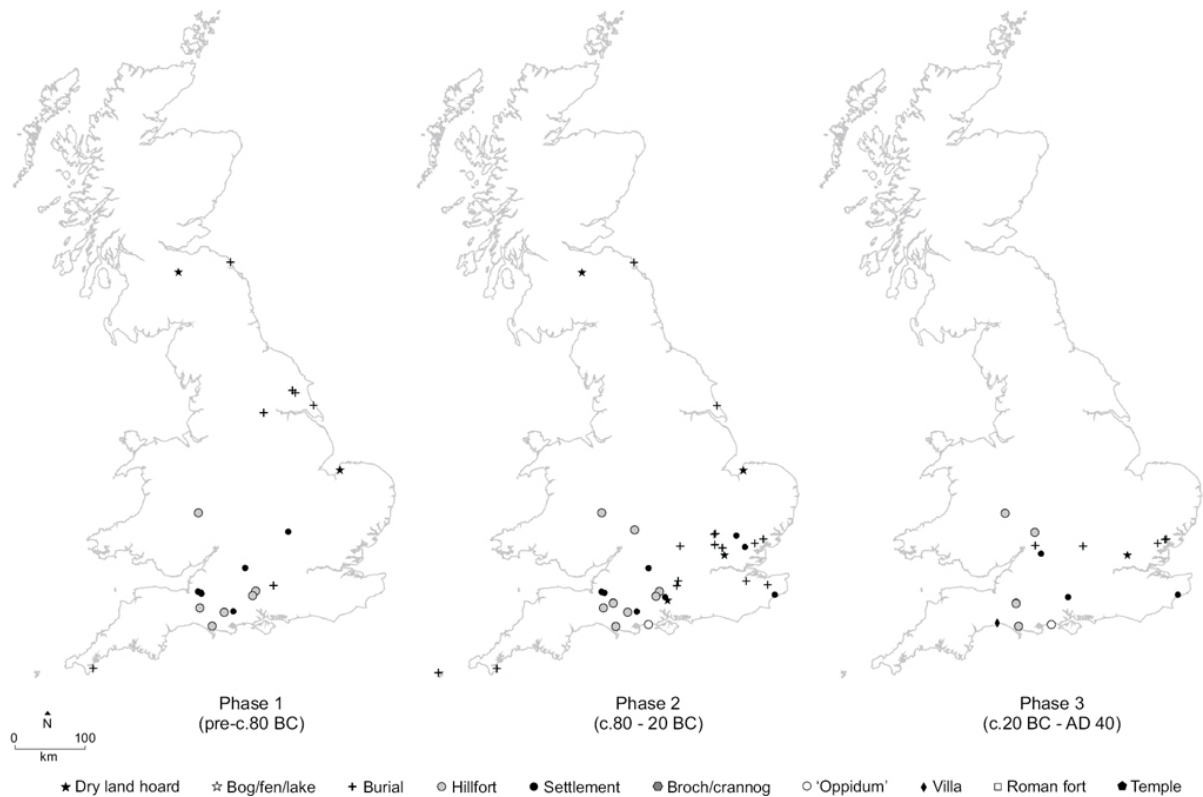 Phase 1
(pre-c.80 BC)
Phase 2
(c.80 - 20 BC)
Phase 3
(c.20 BC - AD 40)
N
0 100
km
Dry land hoard Bog/fen/lake Burial Hillfort Settlement Broch/crannog 'Oppidum' Villa Roman fort Temple